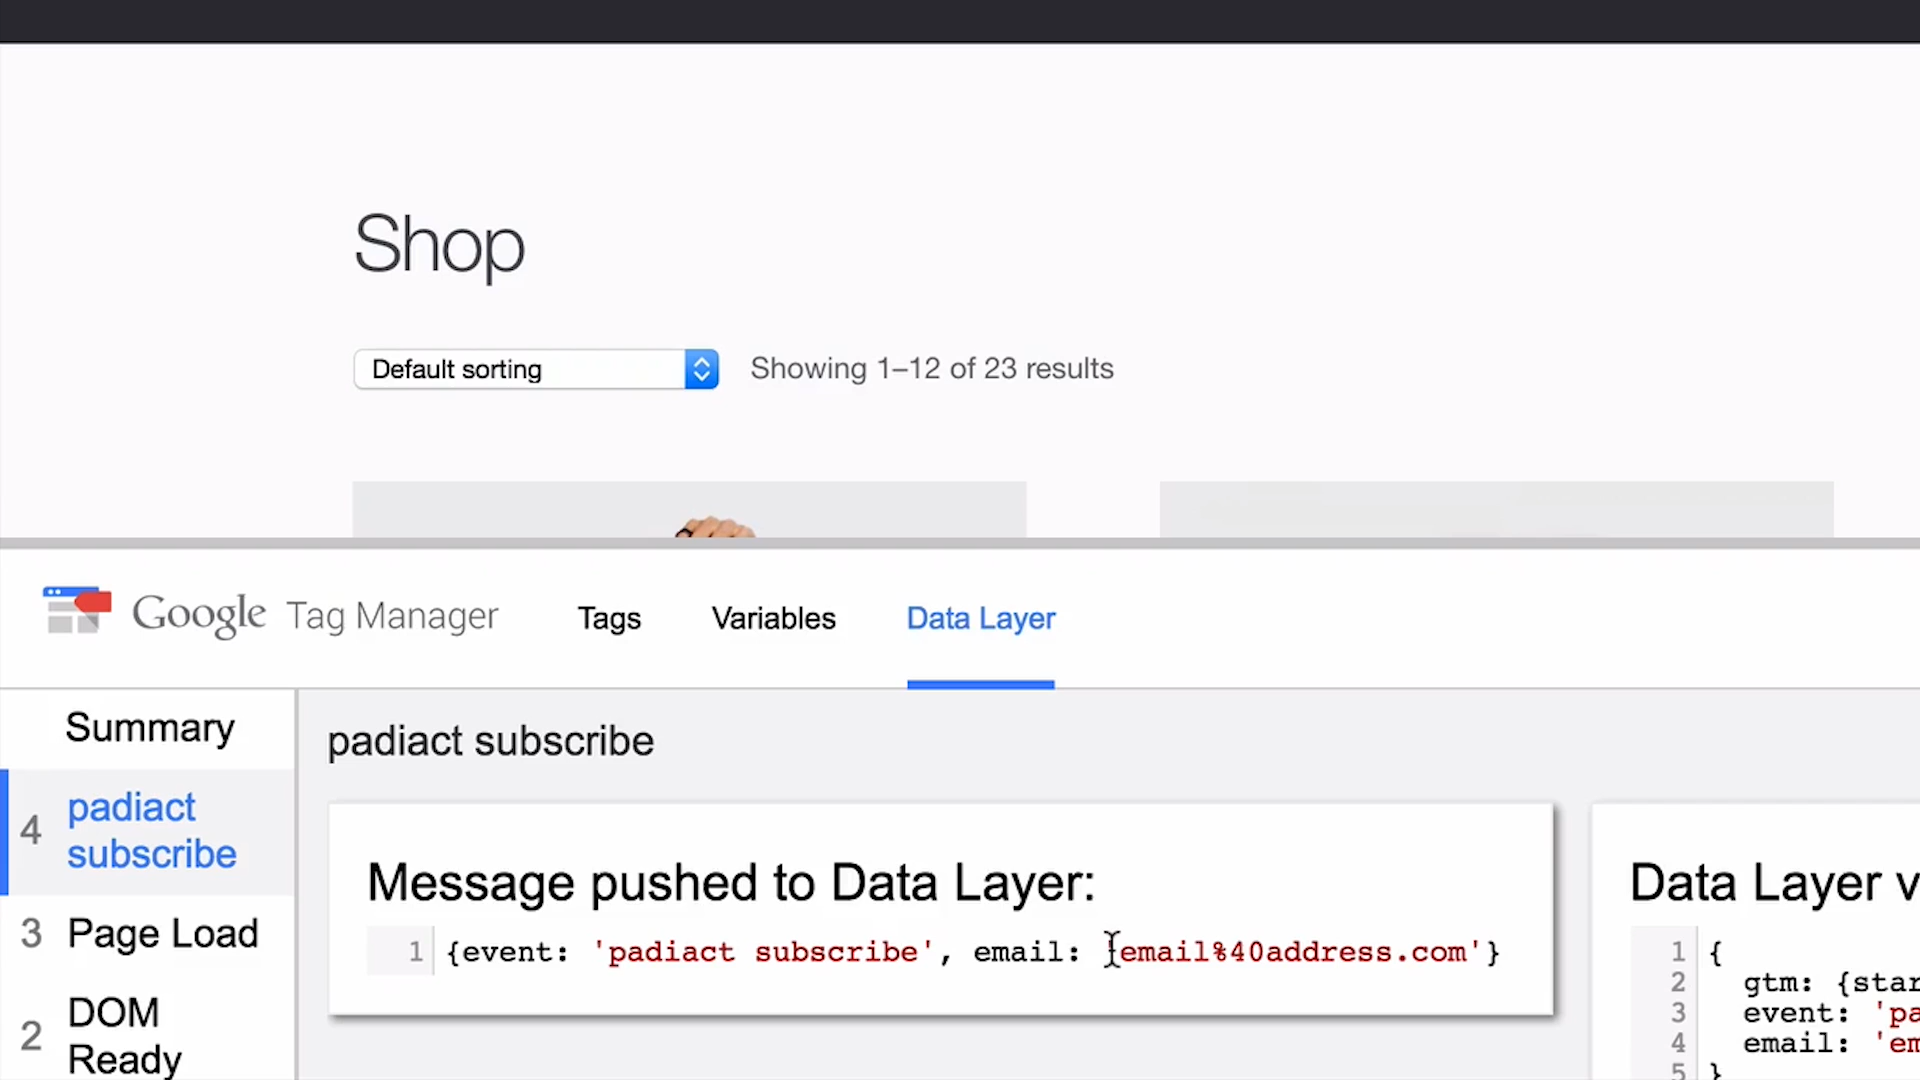 Shop
Default sorting
Showing 1–12 of 23 results
Google Tag Manager
Tags
Variables
Data Layer
Summary
4 padiact
subscribe
3 Page Load
2 DOM
Ready
padiact subscribe
Message pushed to Data Layer:
1 {event: 'padiact subscribe', email: 'email%40address.com'}
Data Layer v
1 {
2 gtm: {star
3 event: 'pa
4 email: 'em
5 }